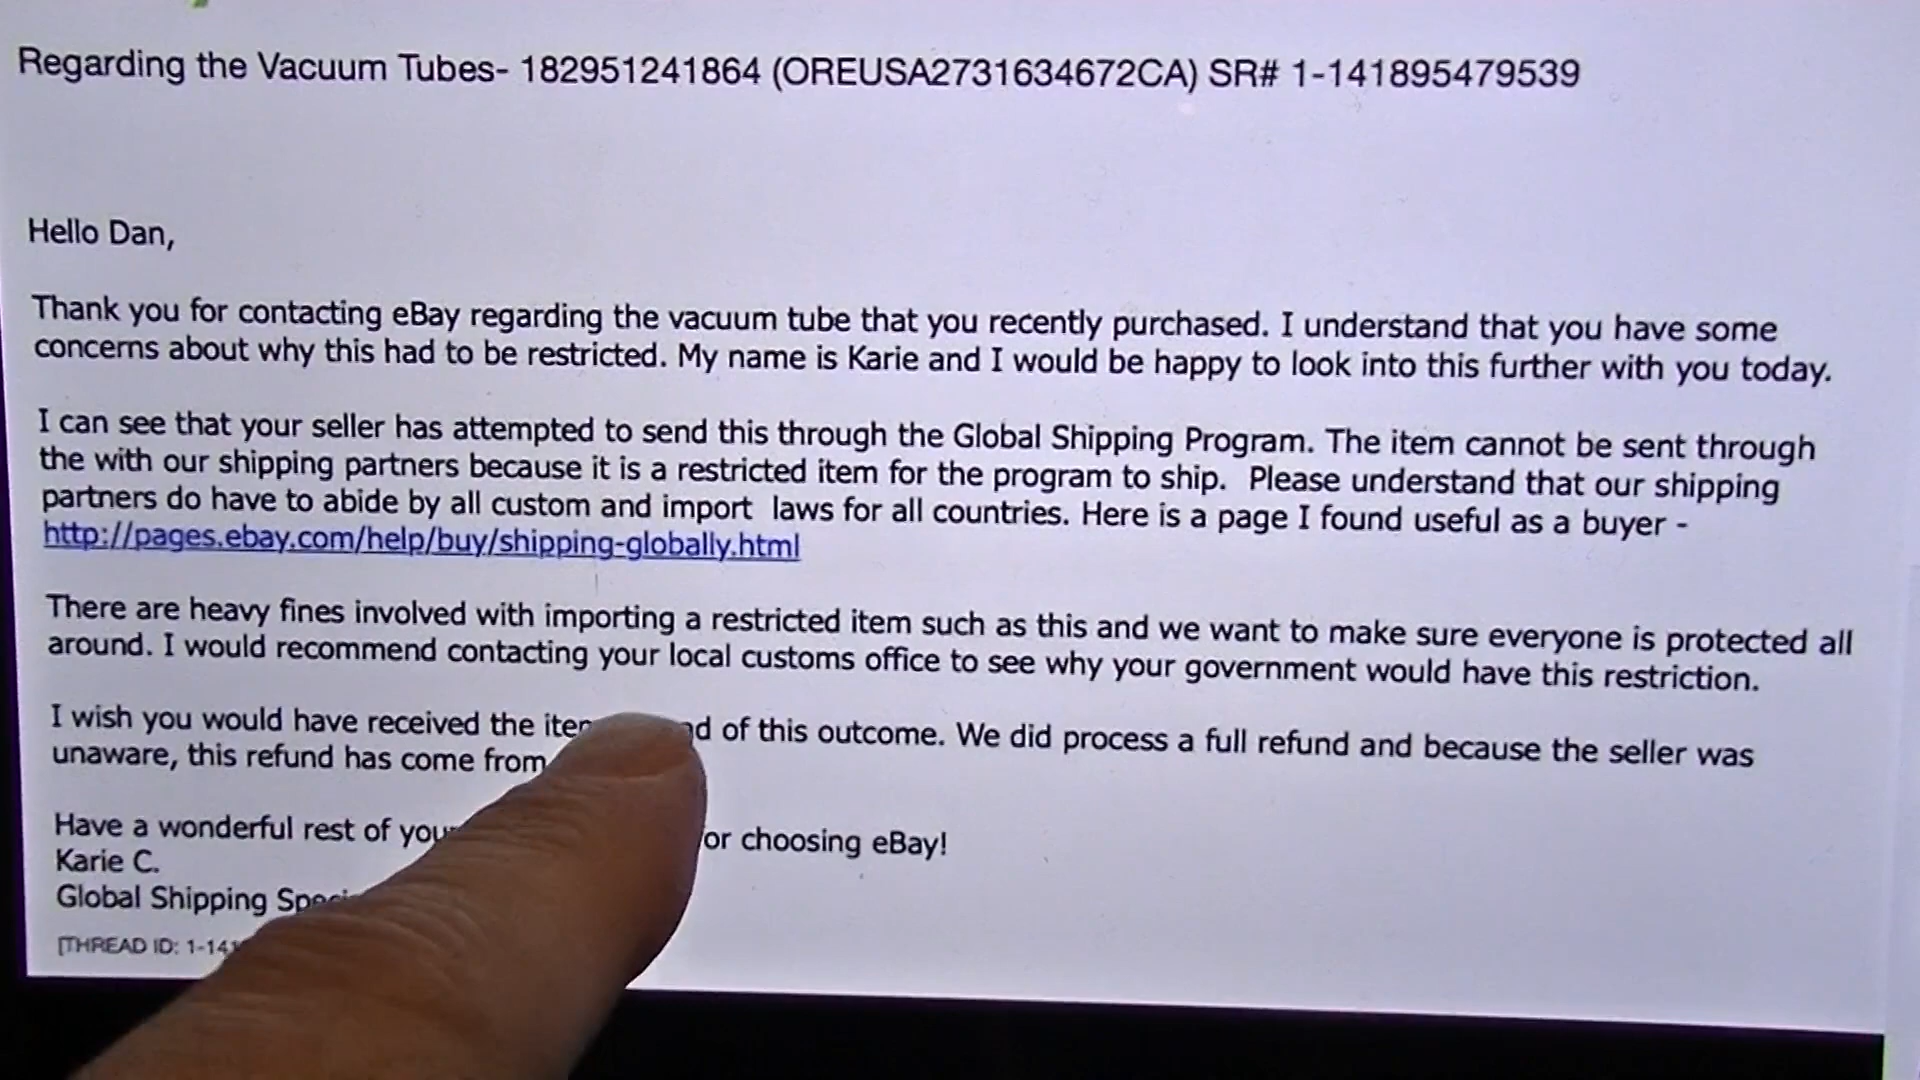 Regarding the Vacuum Tubes- 182951241864 (OREUSA2731634672CA) SR# 1-141895479539
Hello Dan,
Thank you for contacting eBay regarding the vacuum tube that you recently purchased. I understand that you have some
concerns about why this had to be restricted. My name is Karie and I would be happy to look into this further with you today.
I can see that your seller has attempted to send this through the Global Shipping Program. The item cannot be sent through
the with our shipping partners because it is a restricted item for the program to ship. Please understand that our shipping
partners do have to abide by all custom and import laws for all countries. Here is a page I found useful as a buyer -
http://pages.ebay.com/help/buy/shipping-globally.html
There are heavy fines involved with importing a restricted item such as this and we want to make sure everyone is protected all
around. I would recommend contacting your local customs office to see why your government would have this restriction.
I wish you would have received the of this outcome. We did process a full refund and because the seller was
unaware, this refund has come from
Have a wonderful rest of choosing eBay!
Karie C.
Global Shipping
[THREAD ID: